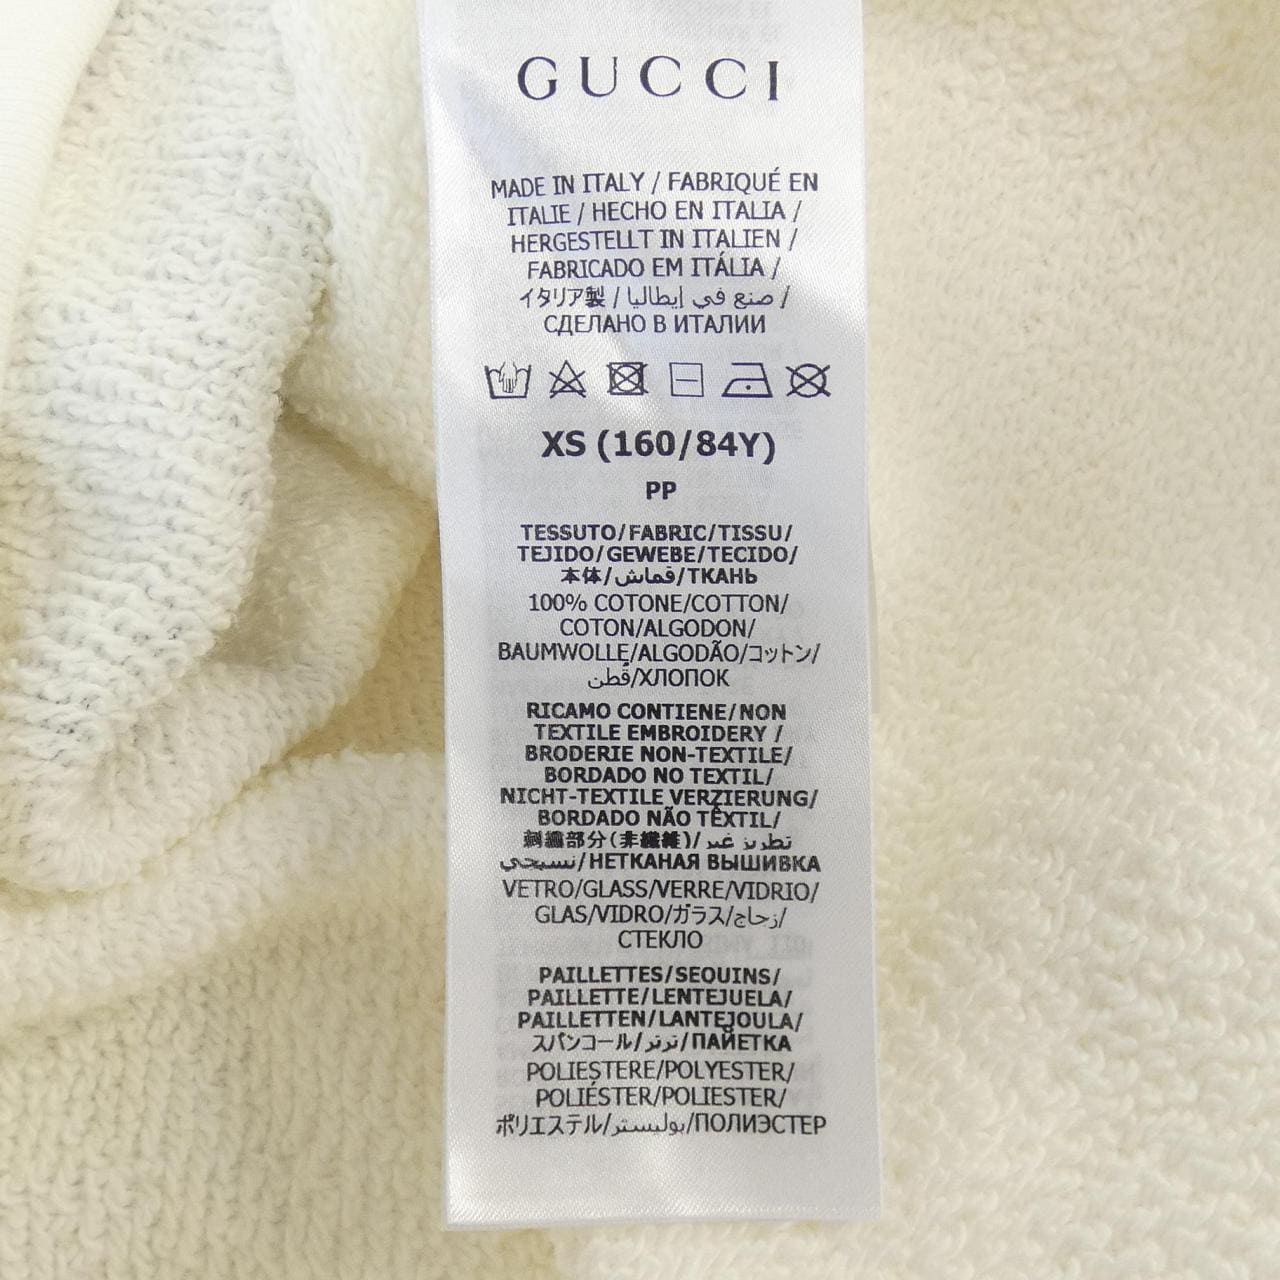 GUCCI
MADE IN ITALY / FABRIQUÉ EN
ITALIE / HECHO EN ITALIA /
HERGESTELLT IN ITALIEN /
FABRICADO EM ITÁLIA /
イタリア製 / صنع في إيطاليا /
СДЕЛАНО В ИТАЛИИ
XS (160/84Y)
PP
TESSUTO/FABRIC/TISSU/
TEJIDO/GEWEBE/TECIDO/
本体/قماش/ТКАНЬ
100% COTONE/COTTON/
COTON/ALGODON/
BAUMWOLLE/ALGODÃO/コットン/
قطن/ХЛОПОК
RICAMO CONTIENE/NON
TEXTILE EMBROIDERY /
BRODERIE NON-TEXTILE/
BORDADO NO TEXTIL/
NICHT-TEXTILE VERZIERUNG/
BORDADO NÃO TÊXTIL/
刺繍部分(非繊維)/تطريز غير
نسيجي/НЕТКАНАЯ ВЫШИВКА
VETRO/GLASS/VERRE/VIDRIO/
GLAS/VIDRO/ガラス/زجاج/
СТЕКЛО
PAILLETTES/SEQUINS/
PAILLETTE/LENTEJUELA/
PAILLETTEN/LANTEJOULA/
スパンコール/ترتر/ПАЙЕТКА
POLIESTERE/POLYESTER/
POLIÉSTER/POLIESTER/
ポリエステル/بوليستر/ПОЛИЭСТЕР